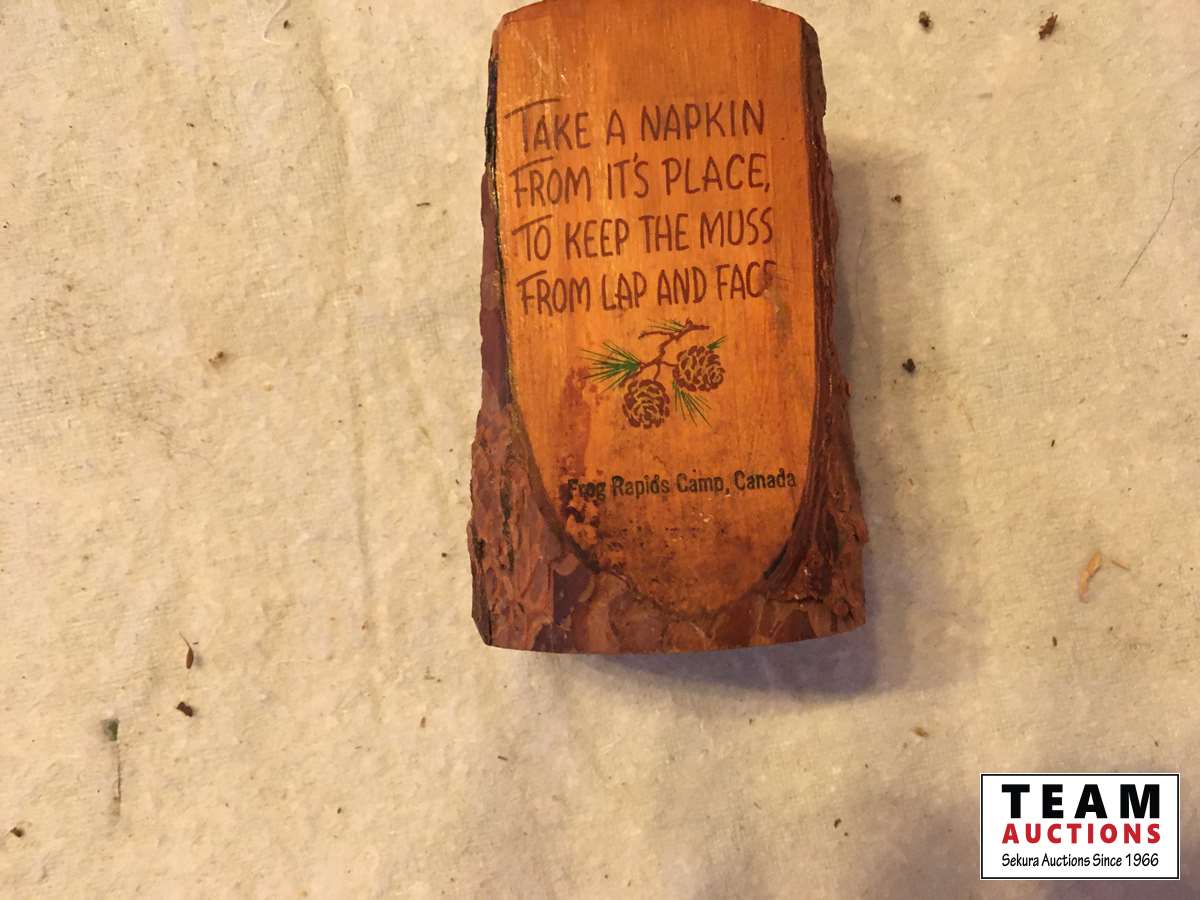 TAKE A NAPKIN
FROM IT'S PLACE,
TO KEEP THE MUSS
FROM LAP AND FACE
Frog Rapids Camp, Canada
TEAM
AUCTIONS
Sekura Auctions Since 1966